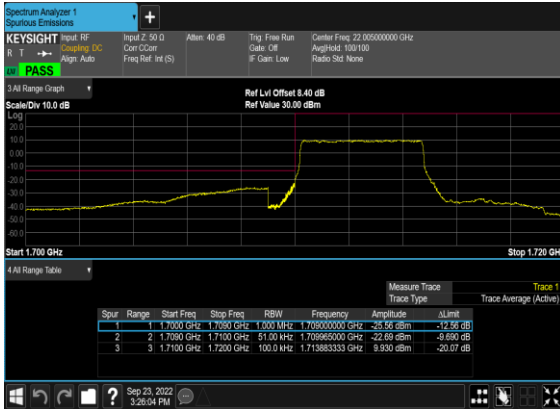 Spectrum Analyzer 1
Spurious Emissions
+
KEYSIGHT Input: RF Input Z: 50 Ω Atten: 40 dB Trig: Free Run Center Freq: 22.005000000 GHz
R T Coupling: DC Corr CCorr Gate: Off Avg|Hold: 100/100
Align: Auto Freq Ref: Int (S) IF Gain: Low Radio Std: None
PASS
3 All Range Graph
Ref Lvl Offset 8.40 dB
Scale/Div 10.0 dB Ref Value 30.00 dBm
Log
20.0
10.0
0.00
-10.0
-20.0
-30.0
-40.0
-50.0
-60.0
Start 1.700 GHz Stop 1.720 GH
4 All Range Table
Measure Trace Trace 1
Trace Type Trace Average (Active)
Spur Range Start Freq Stop Freq RBW Frequency Amplitude ΔLimit
1 1 1.7000 GHz 1.7090 GHz 1.000 MHz 1.709000000 GHz -25.56 dBm -12.56 dB
2 2 1.7090 GHz 1.7100 GHz 51.00 kHz 1.709965000 GHz -22.69 dBm -9.690 dB
3 3 1.7100 GHz 1.7200 GHz 100.0 kHz 1.713883333 GHz 9.930 dBm -20.07 dB
?
Sep 23, 2022
3:26:04 PM